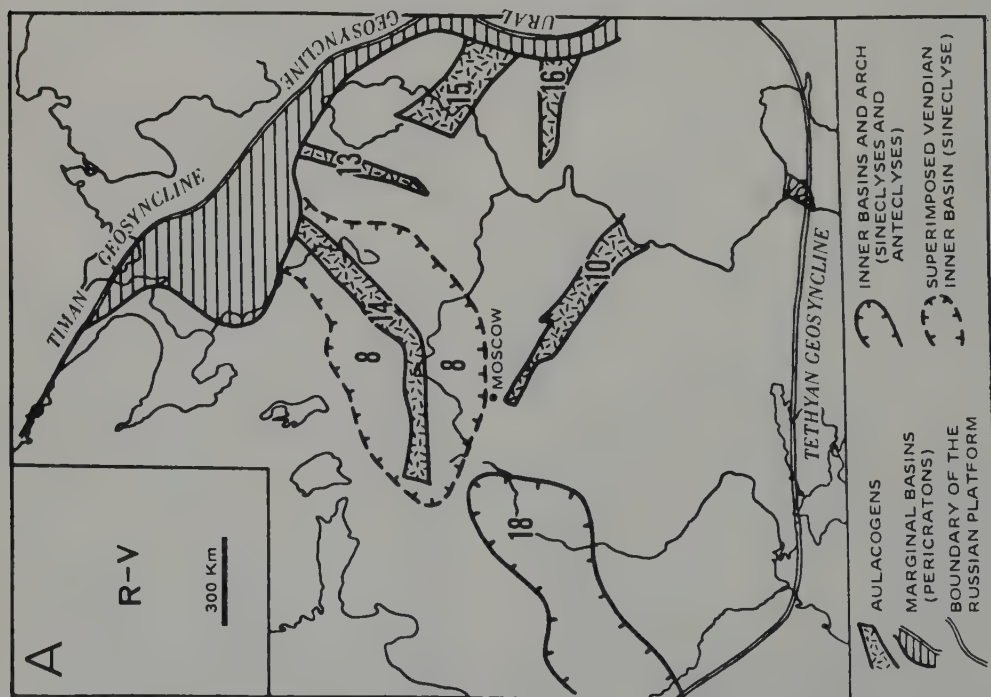 A
R-V
300 Km
TIMAN GEOSYNCLINE
GEOSYNCLINE
URAL
13
15
16
8
8
MOSCOW
10
18
TETHYAN GEOSYNCLINE
AULACOGENS
MARGINAL BASINS
(PERICRATONS)
BOUNDARY OF THE
RUSSIAN PLATFORM
INNER BASINS AND ARCH
(SINECLYSES AND
ANTECLYSES)
SUPERIMPOSED VENDIAN
INNER BASIN (SINECLYSE)